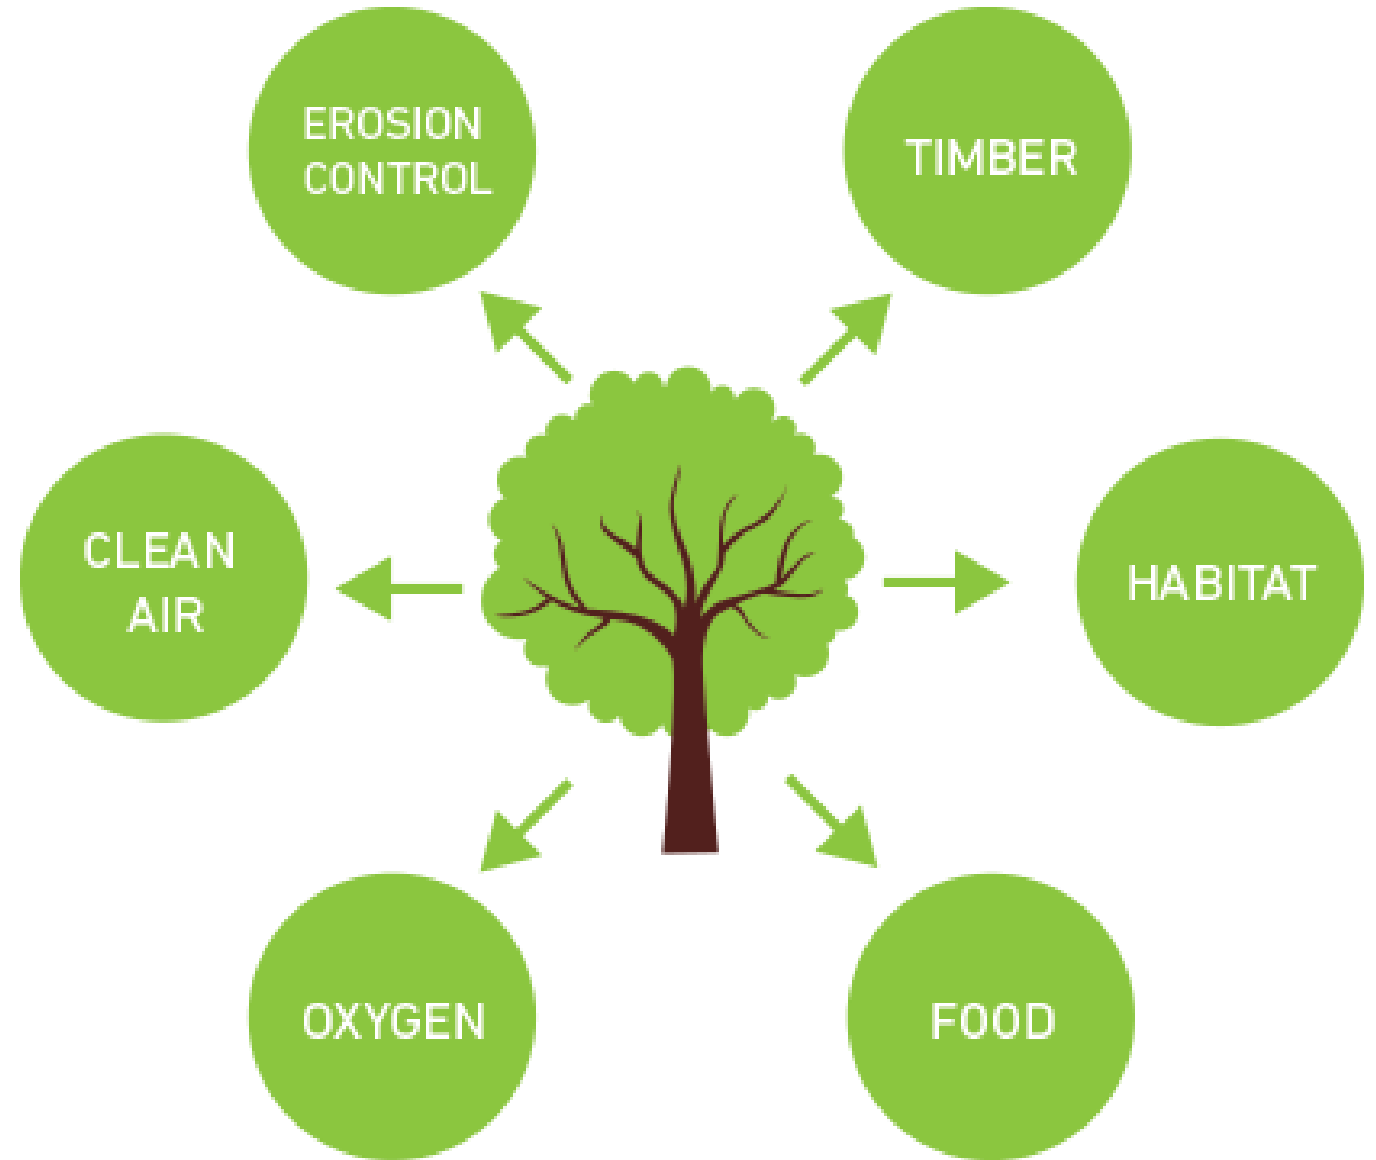 EROSION
CONTROL
TIMBER
CLEAN
AIR
HABITAT
OXYGEN
FOOD